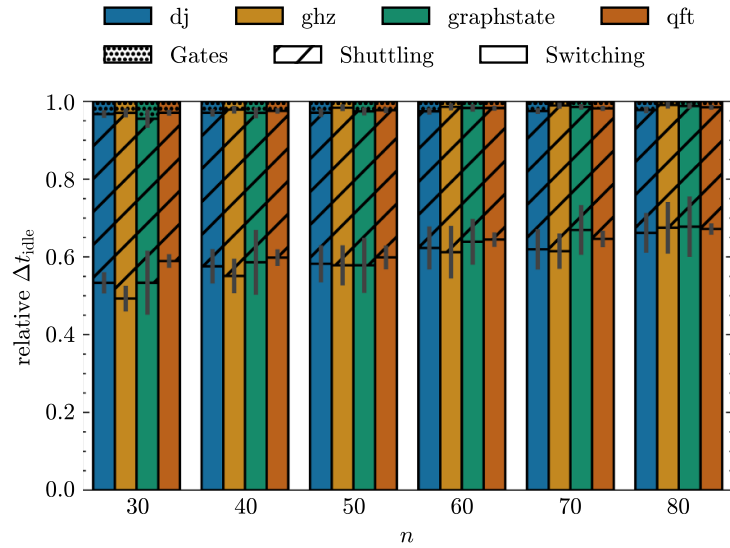 dj ghz graphstate qft
Gates Shuttling Switching
1.0
0.8
0.6
0.4
0.2
0.0
relative Δt_idle
30 40 50 60 70 80
n